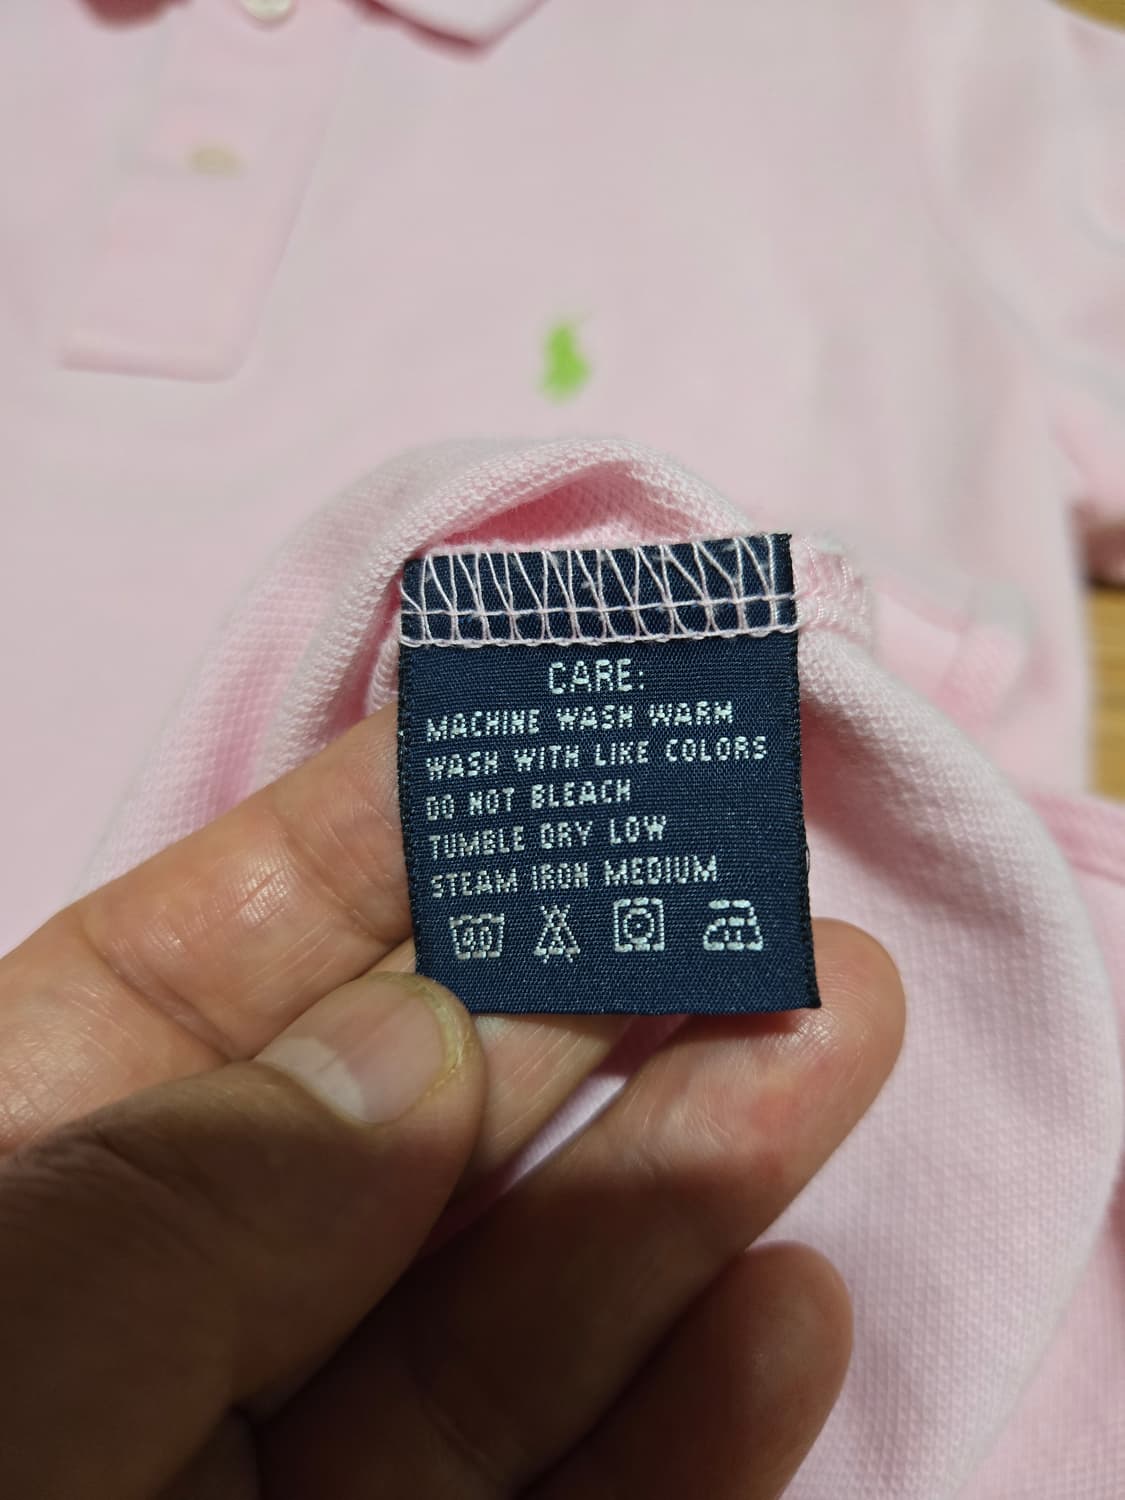 CARE:
MACHINE WASH WARM
WASH WITH LIKE COLORS
DO NOT BLEACH
TUMBLE DRY LOW
STEAM IRON MEDIUM